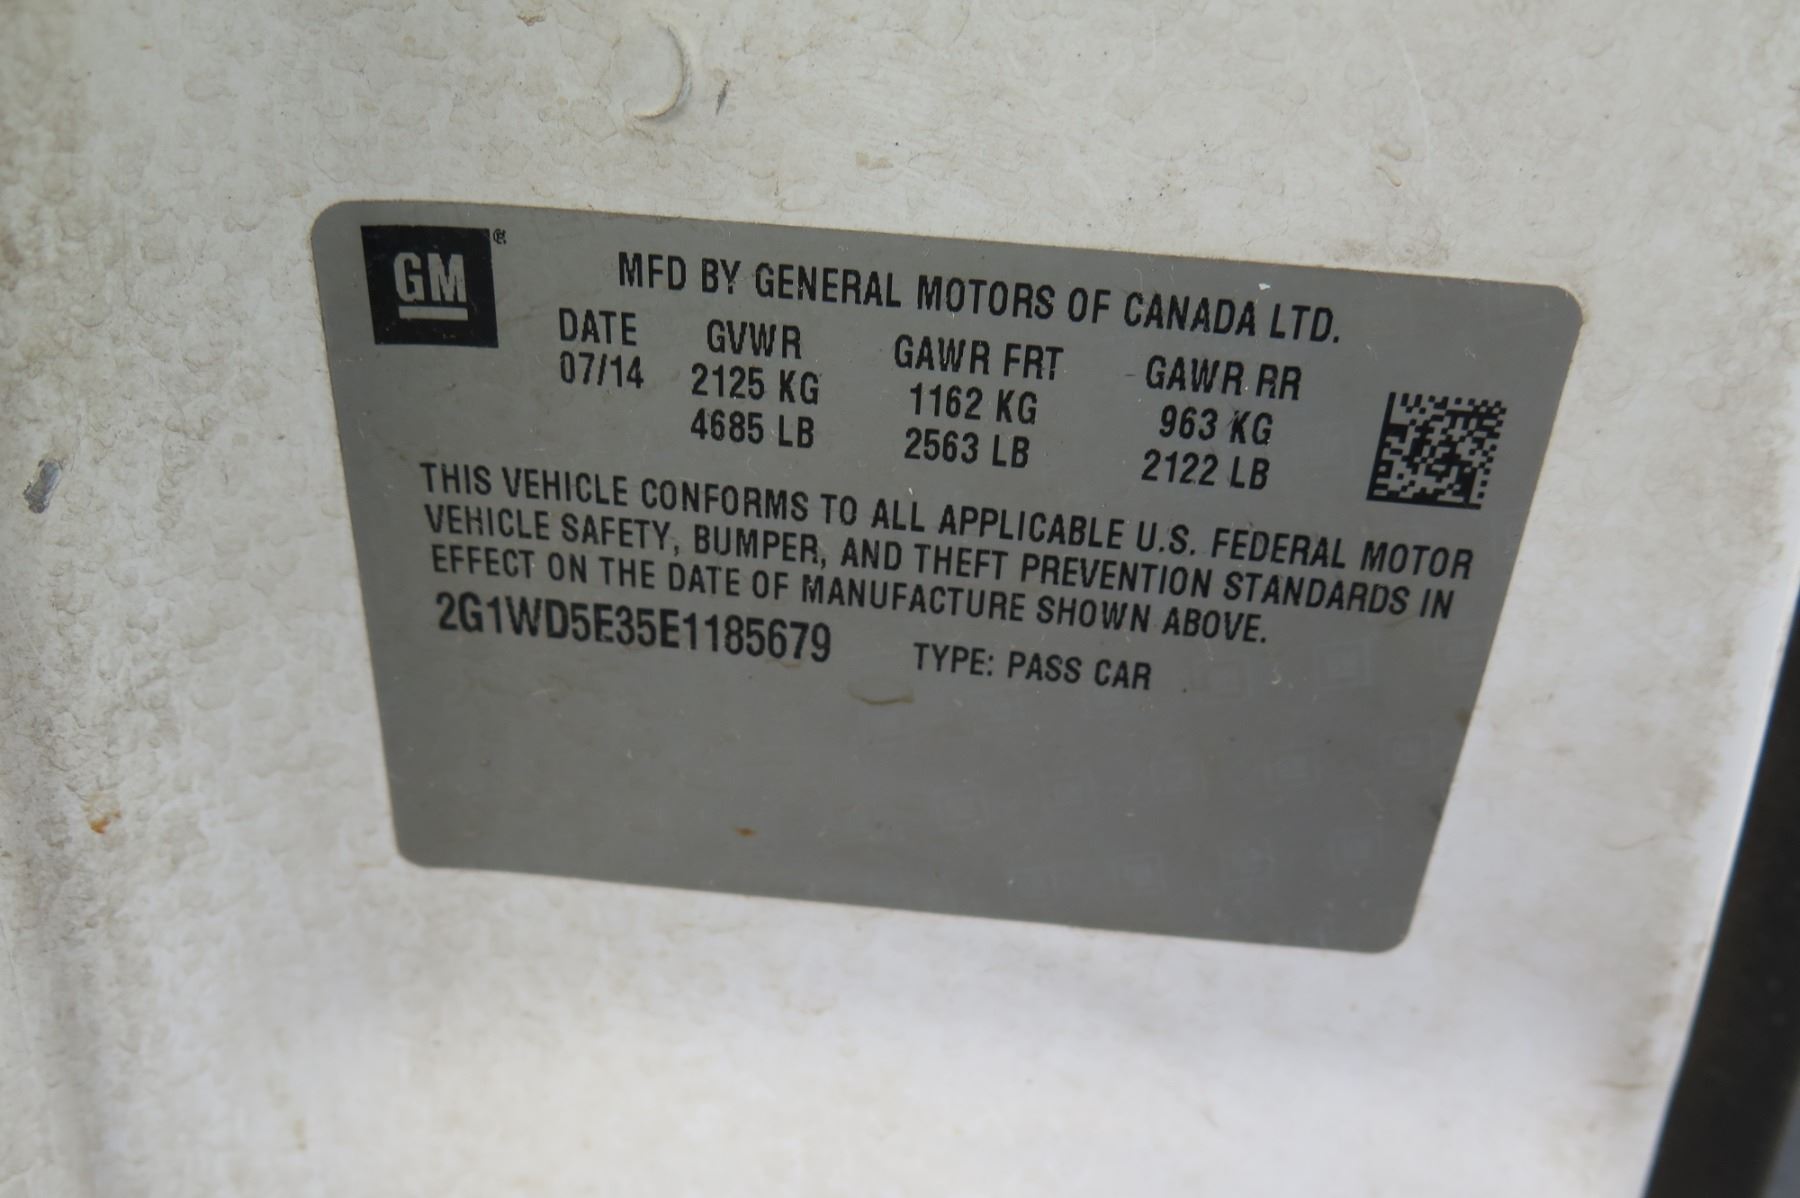 GM®
MFD BY GENERAL MOTORS OF CANADA LTD.
DATE GVWR GAWR FRT GAWR RR
07/14 2125 KG 1162 KG 963 KG
4685 LB 2563 LB 2122 LB
THIS VEHICLE CONFORMS TO ALL APPLICABLE U.S. FEDERAL MOTOR
VEHICLE SAFETY, BUMPER, AND THEFT PREVENTION STANDARDS IN
EFFECT ON THE DATE OF MANUFACTURE SHOWN ABOVE.
2G1WD5E35E1185679 TYPE: PASS CAR